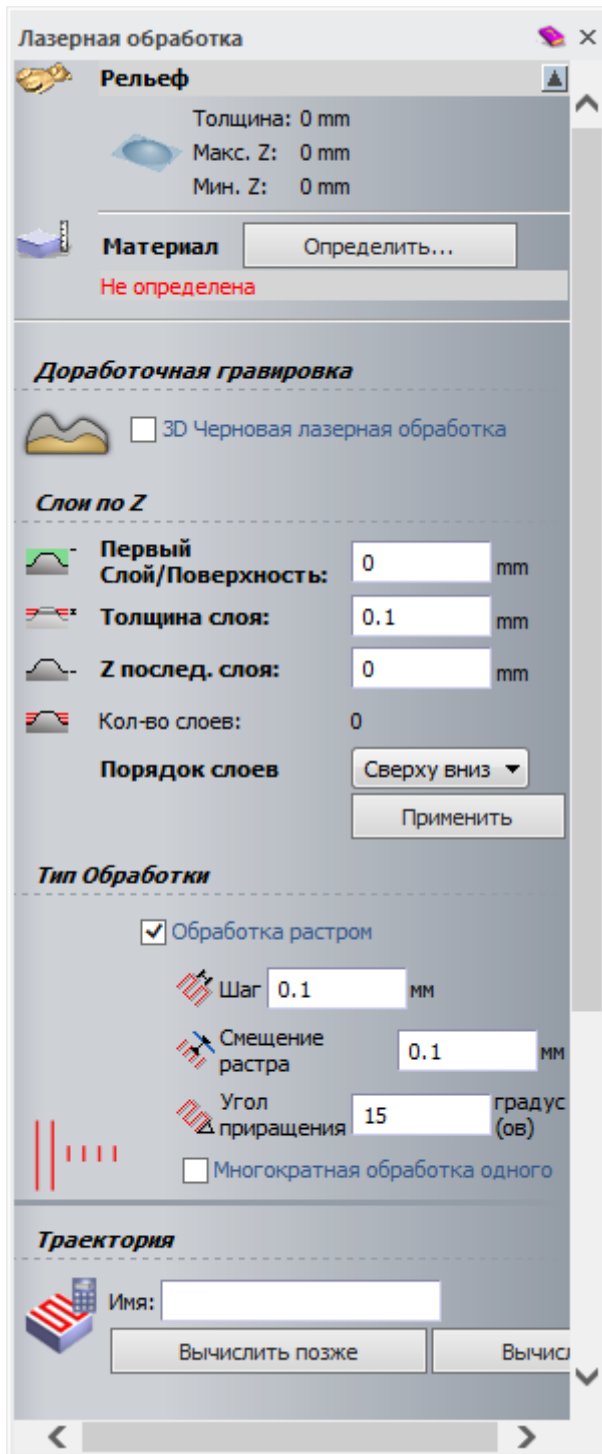 Лазерная обработка
Рельеф
Толщина: 0 mm
Макс. Z: 0 mm
Мин. Z: 0 mm
Материал Определить...
Не определена
Доработочная гравировка
3D Черновая лазерная обработка
Слои по Z
Первый
Слой/Поверхность: 0 mm
Толщина слоя: 0.1 mm
Z послед. слоя: 0 mm
Кол-во слоев: 0
Порядок слоев Сверху вниз
Применить
Тип Обработки
Обработка растром
Шаг 0.1 мм
Смещение
растра 0.1 мм
Угол
приращения 15 градус
(ов)
Многократная обработка одного
Траектория
Имя:
Вычислить позже